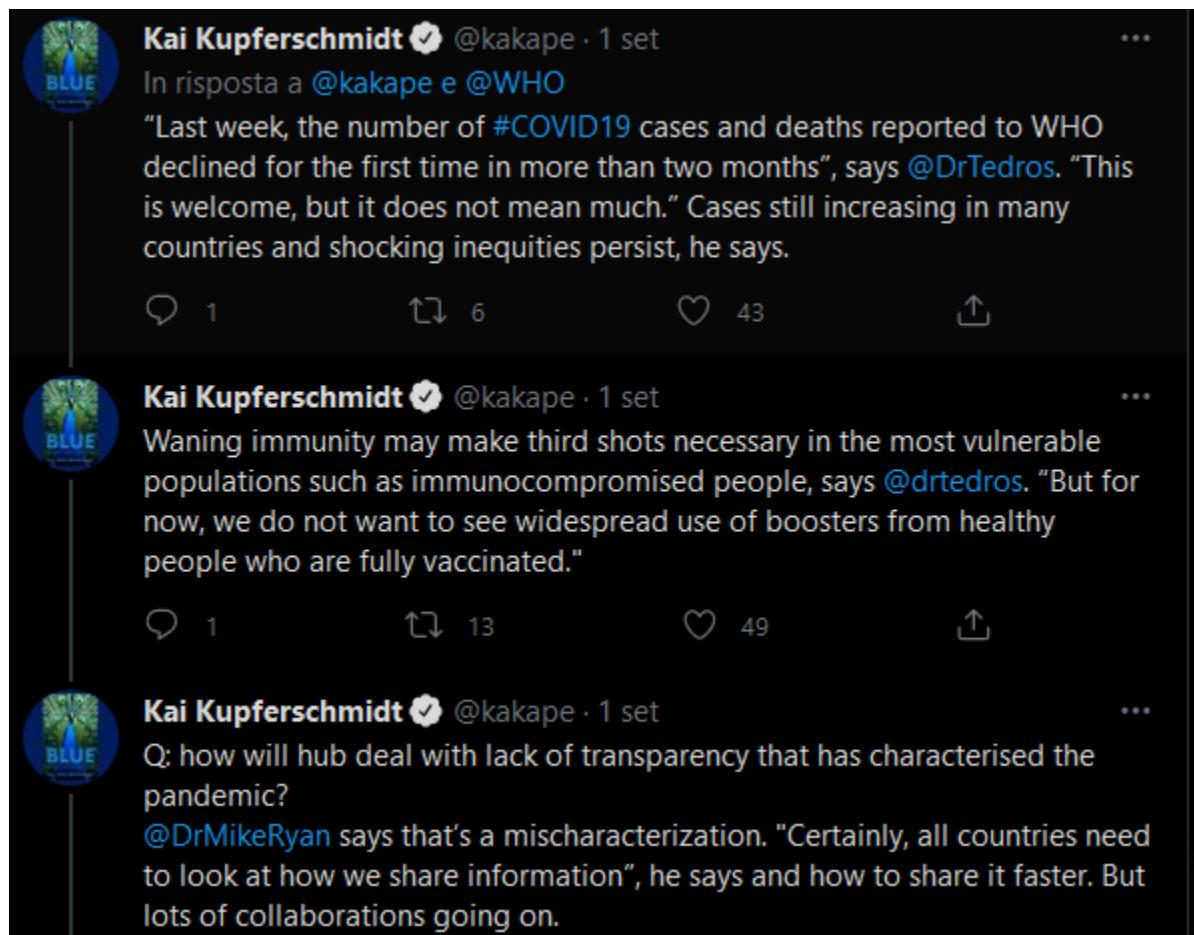 Kai Kupferschmidt @kakape · 1 set
In risposta a @kakape e @WHO
“Last week, the number of #COVID19 cases and deaths reported to WHO
declined for the first time in more than two months”, says @DrTedros. “This
is welcome, but it does not mean much.” Cases still increasing in many
countries and shocking inequities persist, he says.
1 6 43
BLUE
Kai Kupferschmidt @kakape · 1 set
Waning immunity may make third shots necessary in the most vulnerable
populations such as immunocompromised people, says @drtedros. “But for
now, we do not want to see widespread use of boosters from healthy
people who are fully vaccinated."
1 13 49
BLUE
Kai Kupferschmidt @kakape · 1 set
Q: how will hub deal with lack of transparency that has characterised the
pandemic?
@DrMikeRyan says that’s a mischaracterization. "Certainly, all countries need
to look at how we share information”, he says and how to share it faster. But
lots of collaborations going on.
BLUE